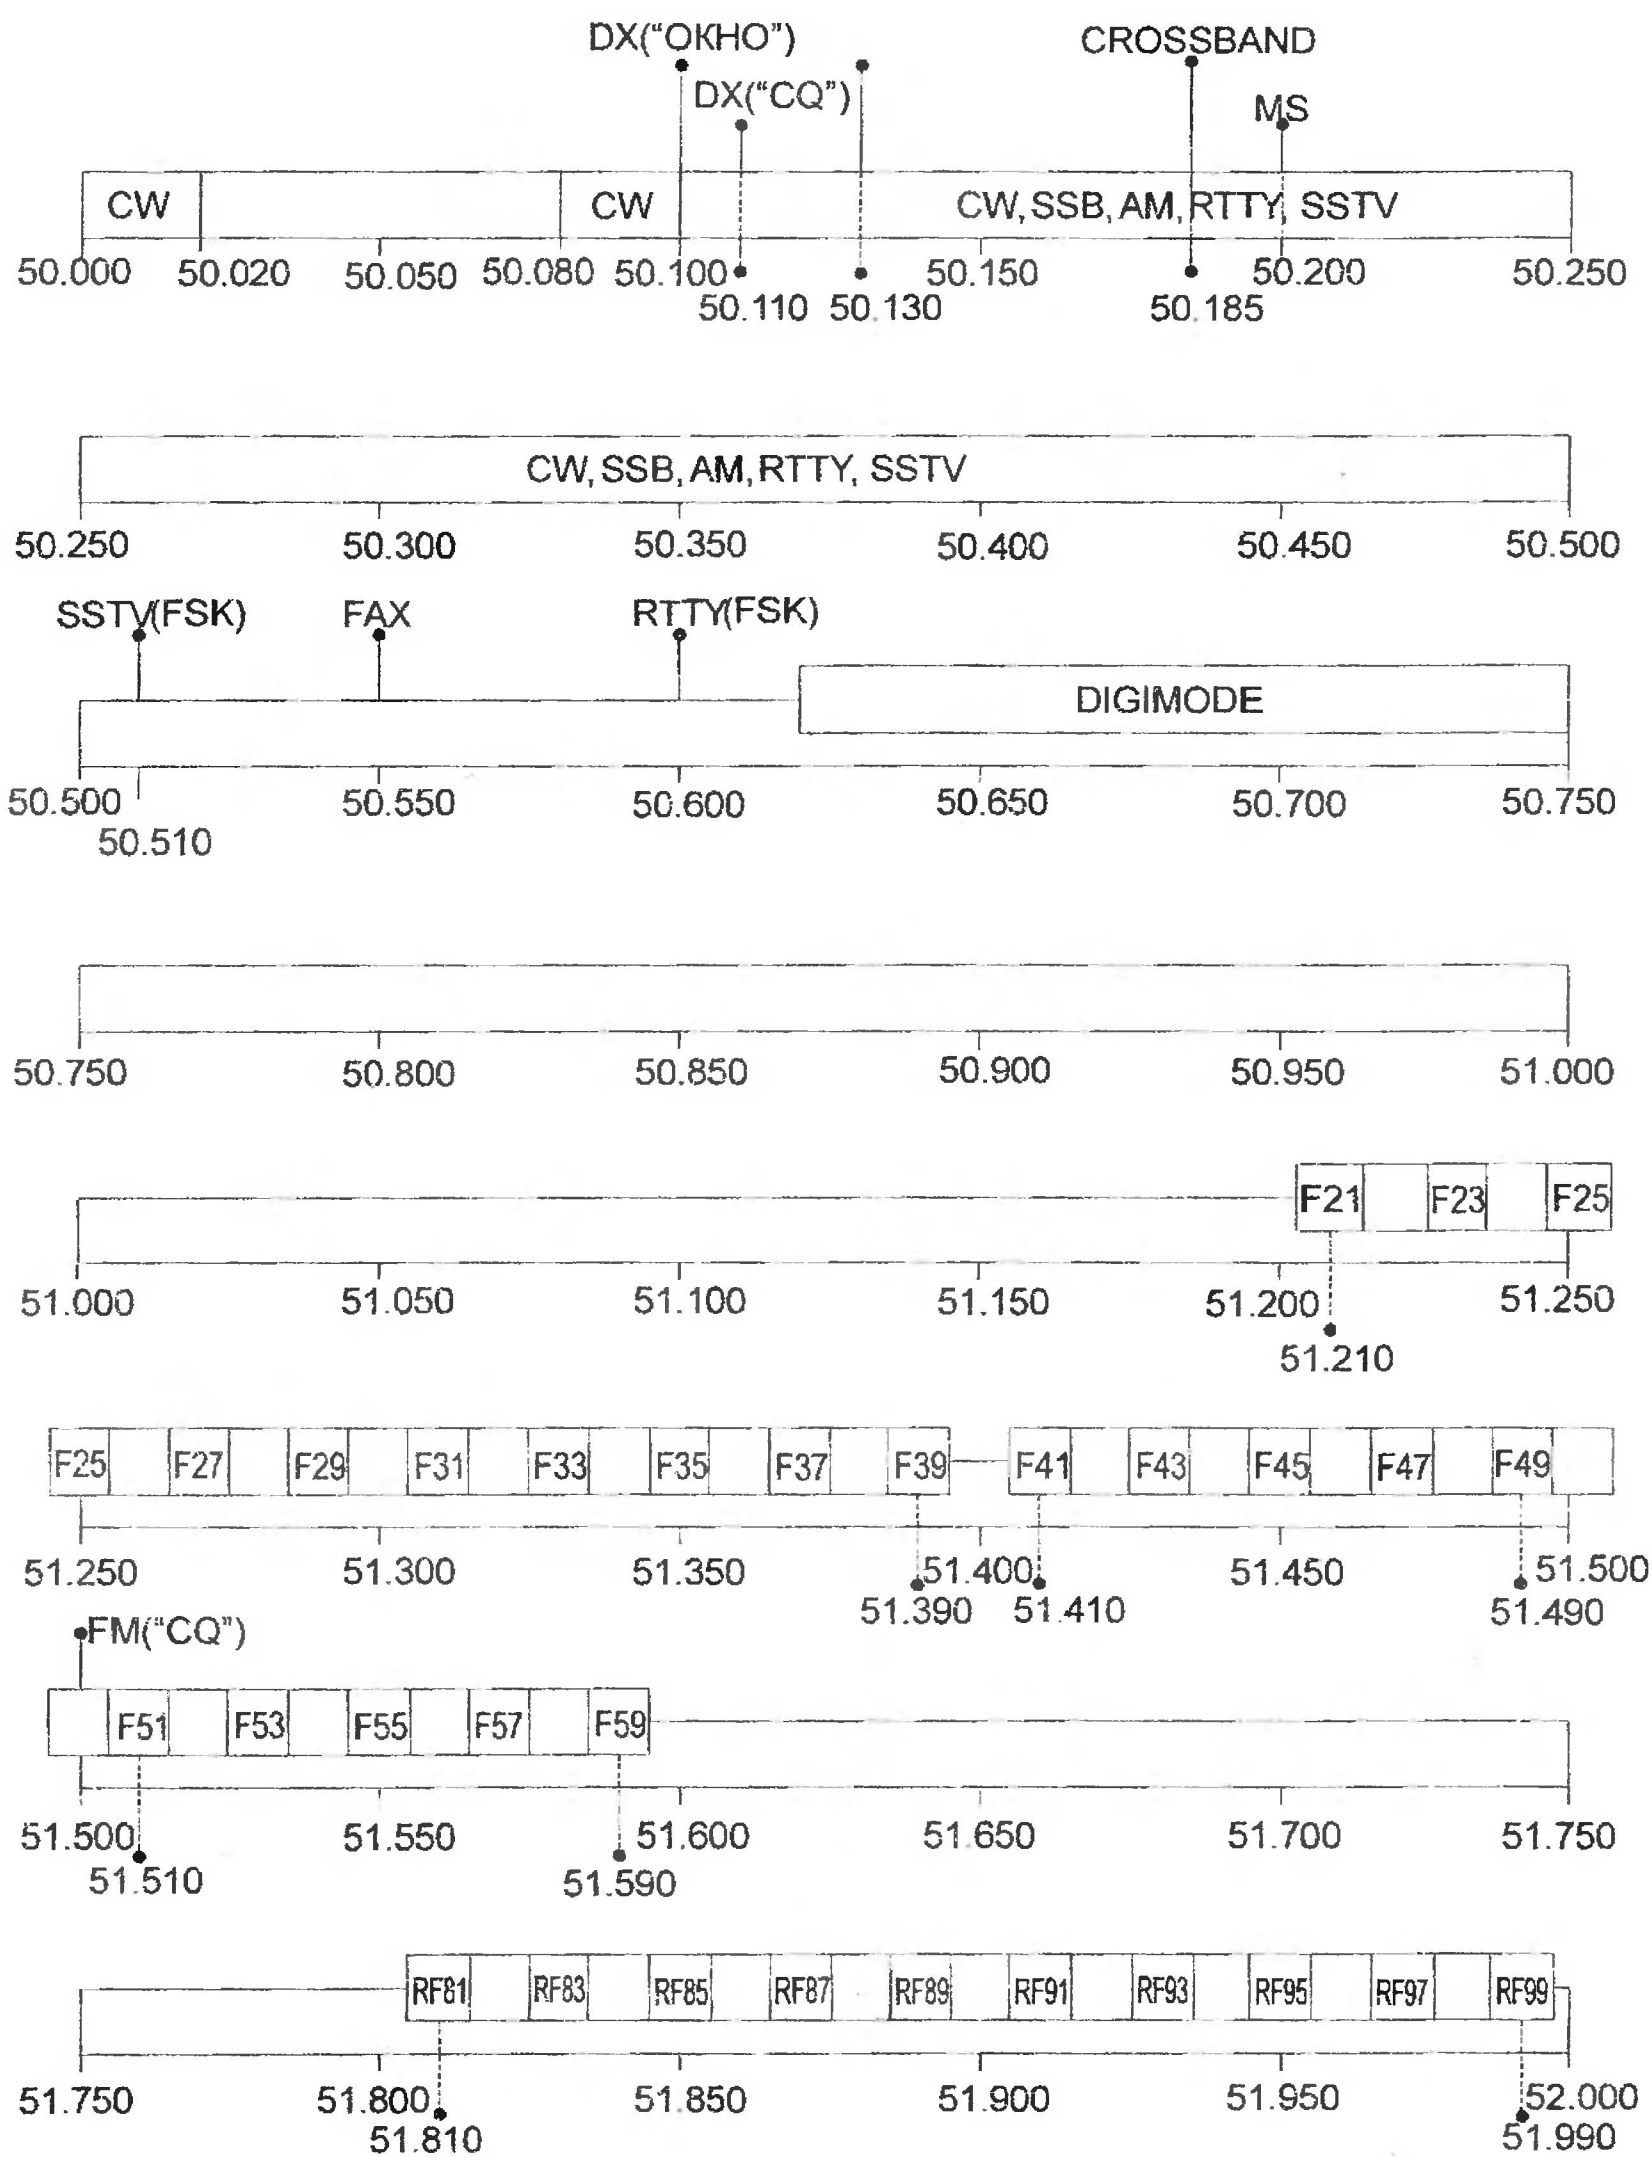 DX(“ОКНО”) CROSSBAND
DX(“CQ”) MS
CW CW CW, SSB, AM, RTTY, SSTV
50.000 50.020 50.050 50.080 50.100 50.150 50.200 50.250
50.110 50.130 50.185
CW, SSB, AM, RTTY, SSTV
50.250 50.300 50.350 50.400 50.450 50.500
SSTV(FSK) FAX RTTY(FSK)
DIGIMODE
50.500 50.550 50.600 50.650 50.700 50.750
50.510
50.750 50.800 50.850 50.900 50.950 51.000
F21 F23 F25
51.000 51.050 51.100 51.150 51.200 51.250
51.210
F25 F27 F29 F31 F33 F35 F37 F39 F41 F43 F45 F47 F49
51.250 51.300 51.350 51.400 51.450 51.500
51.390 51.410 51.490
FM(“CQ”)
F51 F53 F55 F57 F59
51.500 51.550 51.600 51.650 51.700 51.750
51.510 51.590
RF81 RF83 RF85 RF87 RF89 RF91 RF93 RF95 RF97 RF99
51.750 51.800 51.850 51.900 51.950 52.000
51.810 51.990